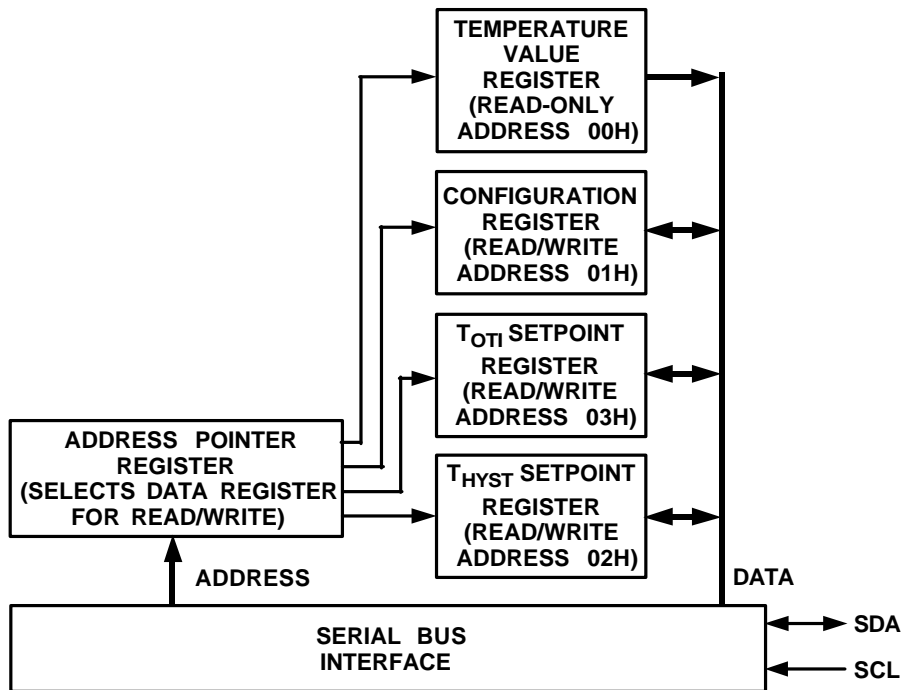 TEMPERATURE
VALUE
REGISTER
(READ-ONLY
ADDRESS 00H)
CONFIGURATION
REGISTER
(READ/WRITE
ADDRESS 01H)
TOTI SETPOINT
REGISTER
(READ/WRITE
ADDRESS 03H)
ADDRESS POINTER
REGISTER
(SELECTS DATA REGISTER
FOR READ/WRITE)
THYST SETPOINT
REGISTER
(READ/WRITE
ADDRESS 02H)
ADDRESS
DATA
SERIAL BUS
INTERFACE
SDA
SCL